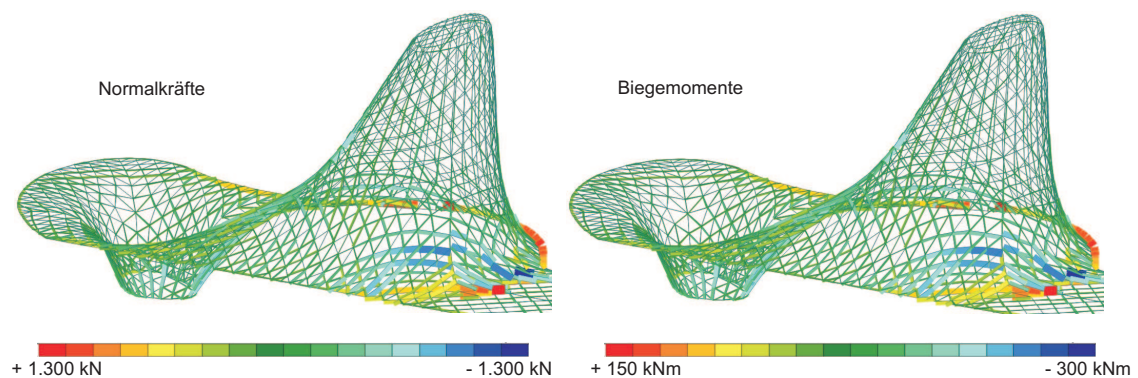 Normalkräfte
Biegemomente
+ 1.300 kN
- 1.300 kN
+ 150 kNm
- 300 kNm